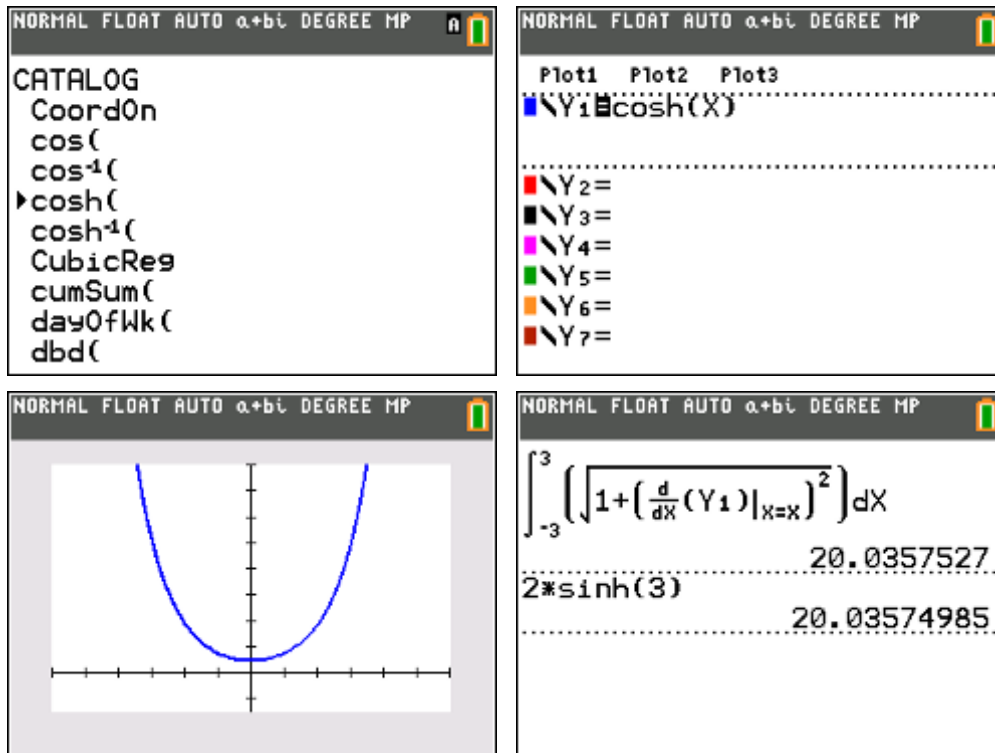 NORMAL FLOAT AUTO a+bi DEGREE MP A
CATALOG
CoordOn
cos(
cos⁻¹(
▶cosh(
cosh⁻¹(
CubicReg
cumSum(
dayOfWk(
dbd(
NORMAL FLOAT AUTO a+bi DEGREE MP
Plot1 Plot2 Plot3
\Y₁=cosh(X)
\Y₂=
\Y₃=
\Y₄=
\Y₅=
\Y₆=
\Y₇=
NORMAL FLOAT AUTO a+bi DEGREE MP
NORMAL FLOAT AUTO a+bi DEGREE MP
∫₋₃³(√(1+(d/dX(Y₁)|X=X)²))dX
20.0357527
2*sinh(3)
20.03574985